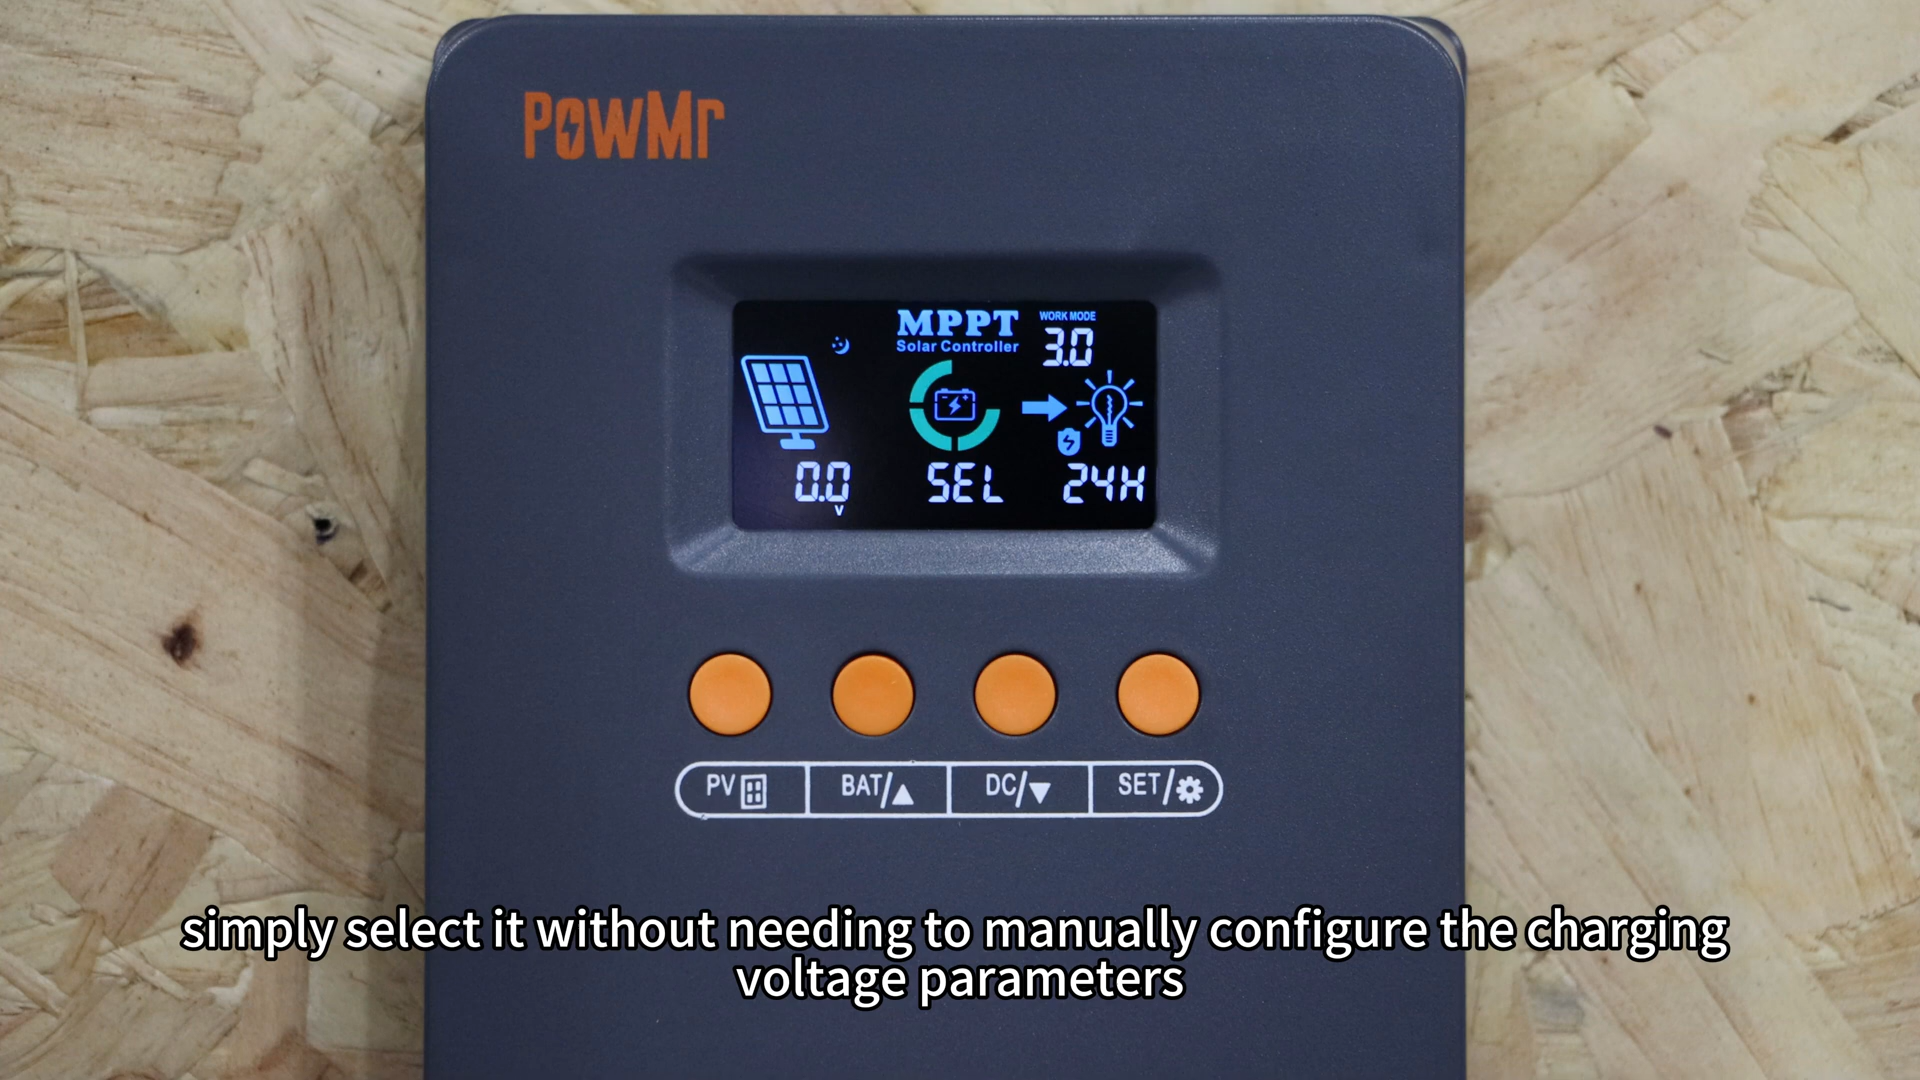 PowMr
MPPT
Solar Controller
WORK MODE
3.0
0.0
V
SEL
24H
PV
BAT/▲
DC/▼
SET/
simply select it without needing to manually configure the charging
voltage parameters